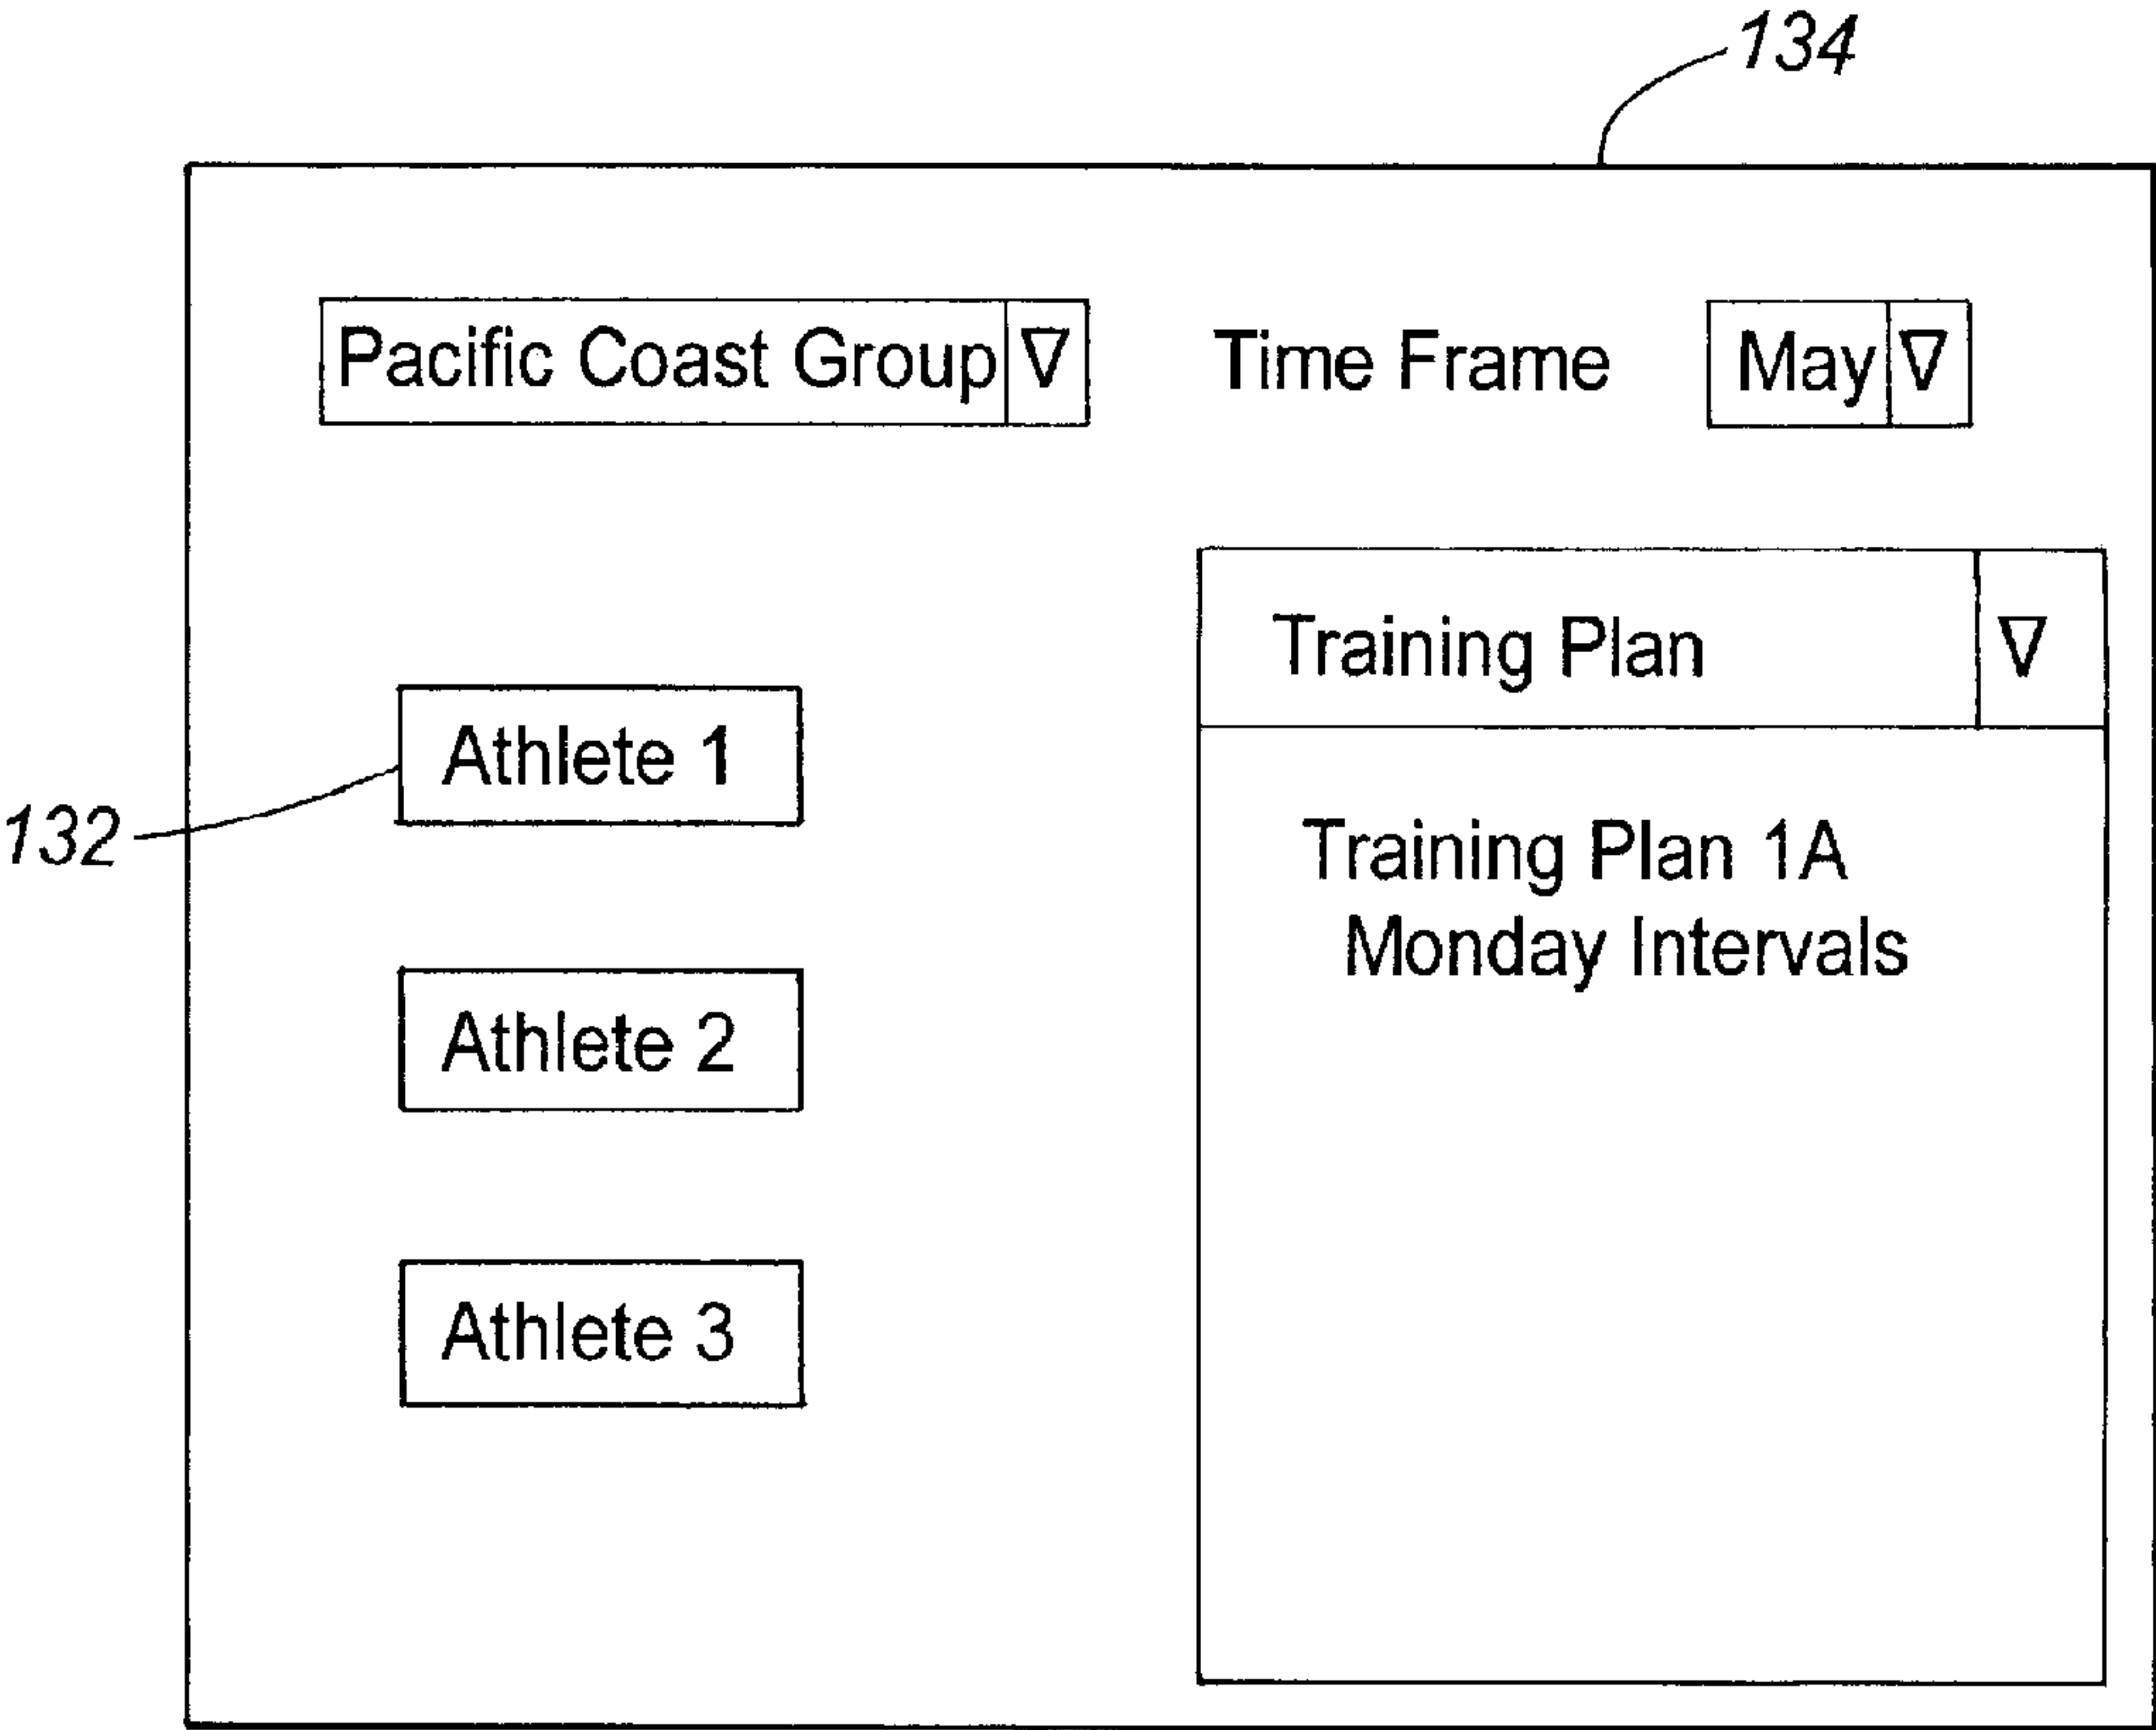 134
Pacific Coast Group
Time Frame
May
Training Plan
Athlete 1
132
Training Plan 1A
Monday Intervals
Athlete 2
Athlete 3